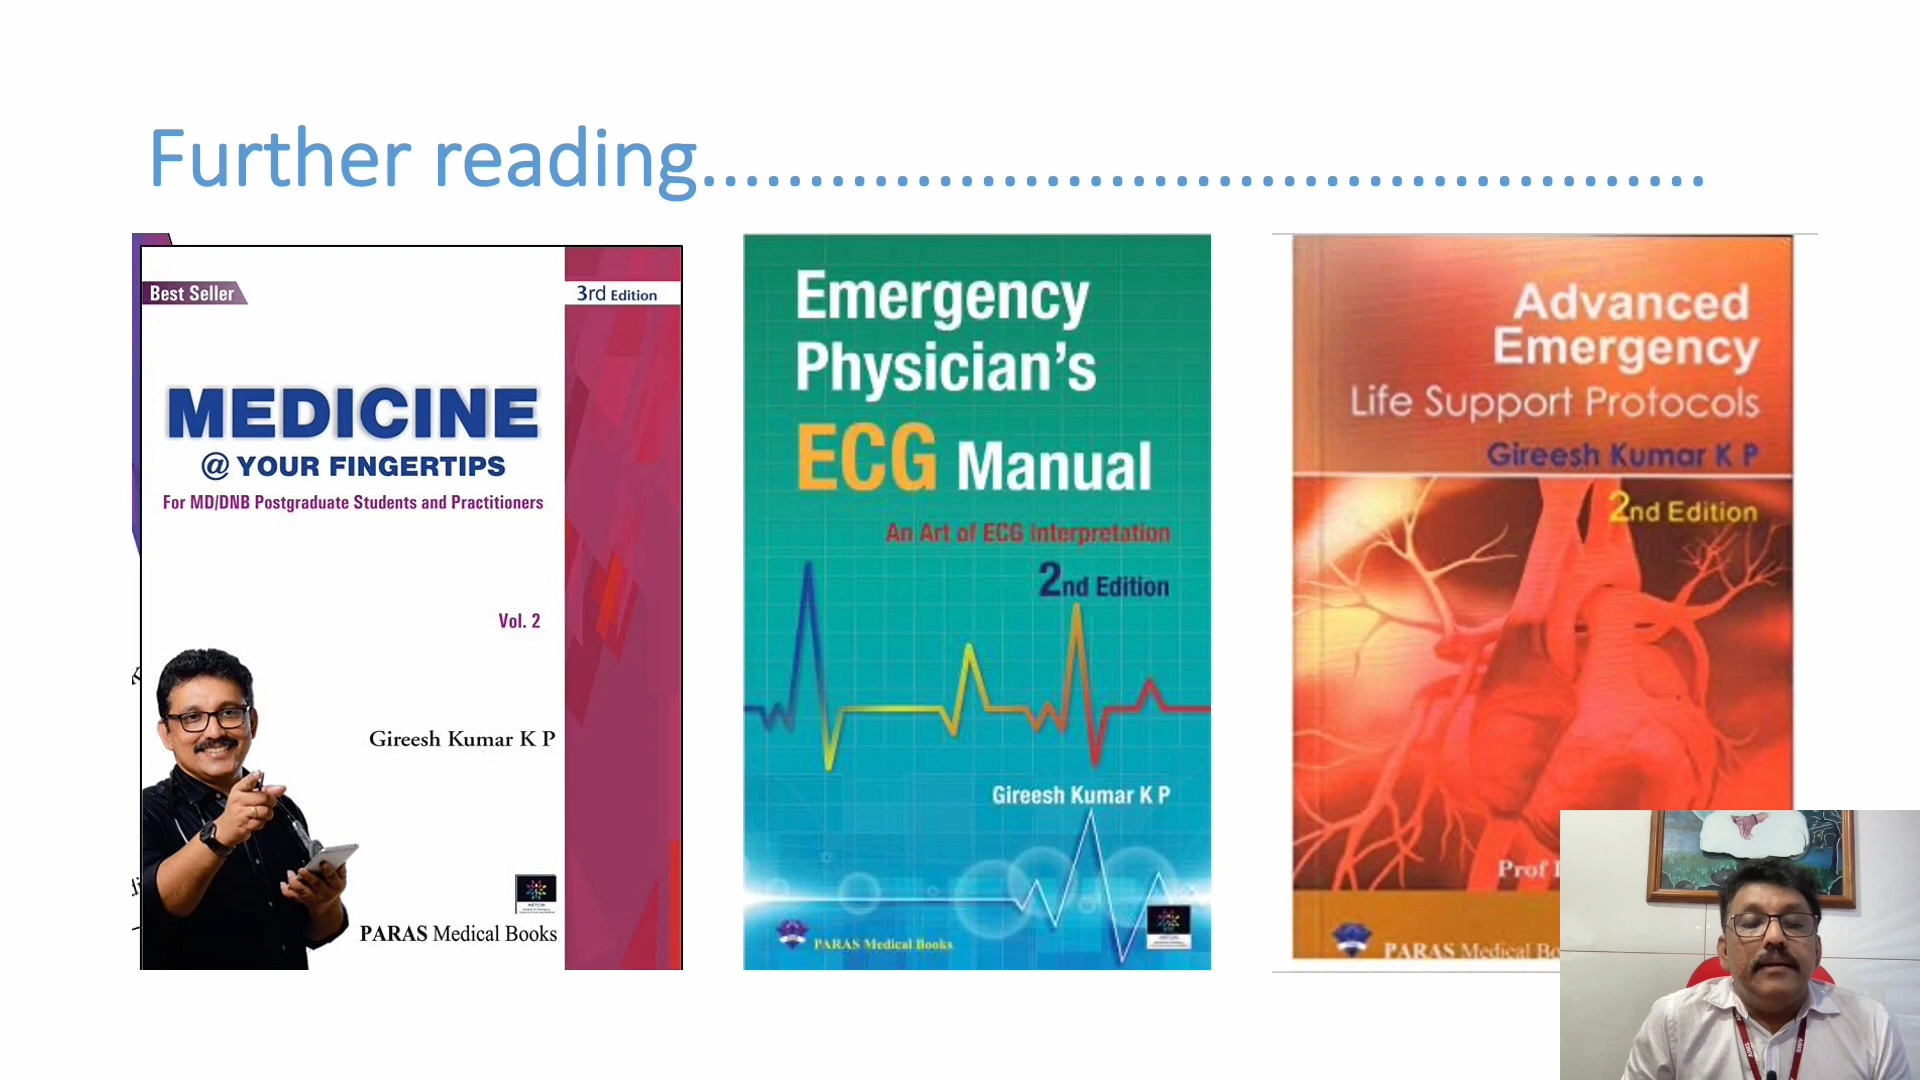 Further reading...............................................
Best Seller
3rd Edition
MEDICINE
@ YOUR FINGERTIPS
For MD/DNB Postgraduate Students and Practitioners
Vol. 2
Gireesh Kumar K P
PARAS Medical Books
Emergency
Physician's
ECG Manual
An Art of ECG Interpretation
2nd Edition
Gireesh Kumar K P
PARAS Medical Books
Advanced
Emergency
Life Support Protocols
Gireesh Kumar K P
2nd Edition
Prof
PARAS Medical